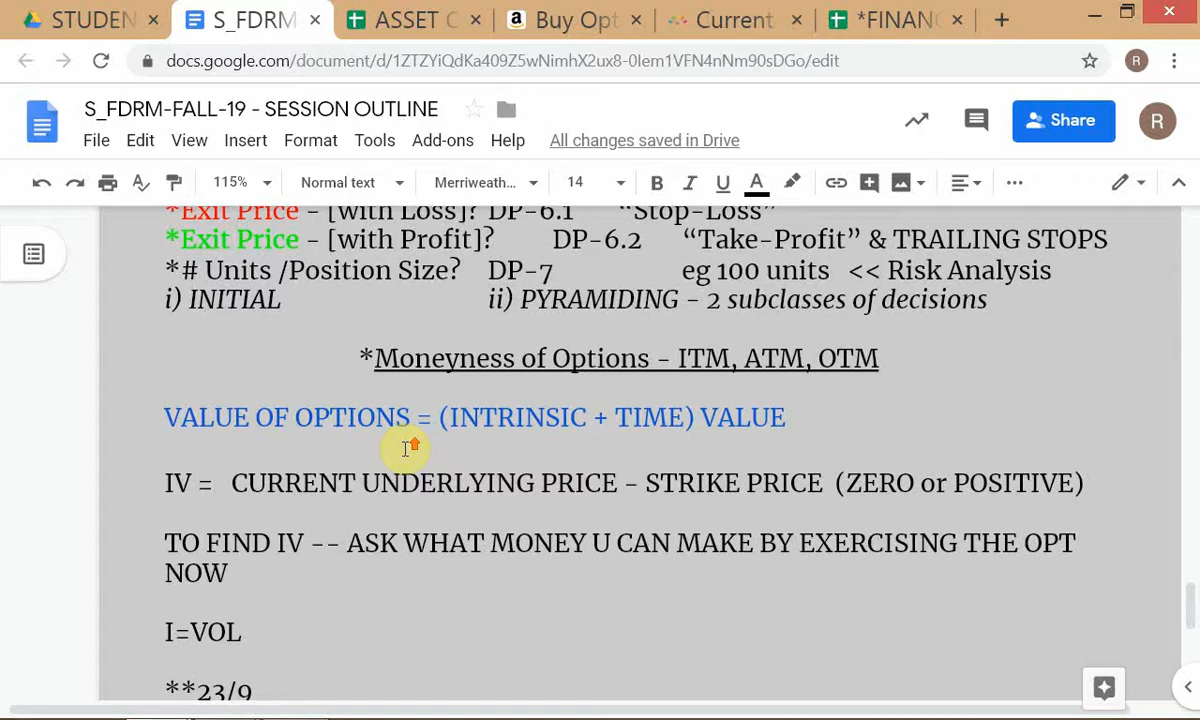 STUDEN
S_FDRM
ASSET C
Buy Opt
Current
*FINANC
docs.google.com/document/d/1ZTZYiQdKa409Z5wNimhX2ux8-0Iem1VFN4nNm90sDGo/edit
R
S_FDRM-FALL-19 - SESSION OUTLINE
Share
R
File Edit View Insert Format Tools Add-ons Help All changes saved in Drive
115% Normal text Merriweath... 14 B I U A
*Exit Price - [with Loss]? DP-6.1 “Stop-Loss”
*Exit Price - [with Profit]? DP-6.2 “Take-Profit” & TRAILING STOPS
*# Units /Position Size? DP-7 eg 100 units << Risk Analysis
i) INITIAL ii) PYRAMIDING - 2 subclasses of decisions
*Moneyness of Options - ITM, ATM, OTM
VALUE OF OPTIONS = (INTRINSIC + TIME) VALUE
IV = CURRENT UNDERLYING PRICE - STRIKE PRICE (ZERO or POSITIVE)
TO FIND IV -- ASK WHAT MONEY U CAN MAKE BY EXERCISING THE OPT
NOW
I=VOL
**23/9